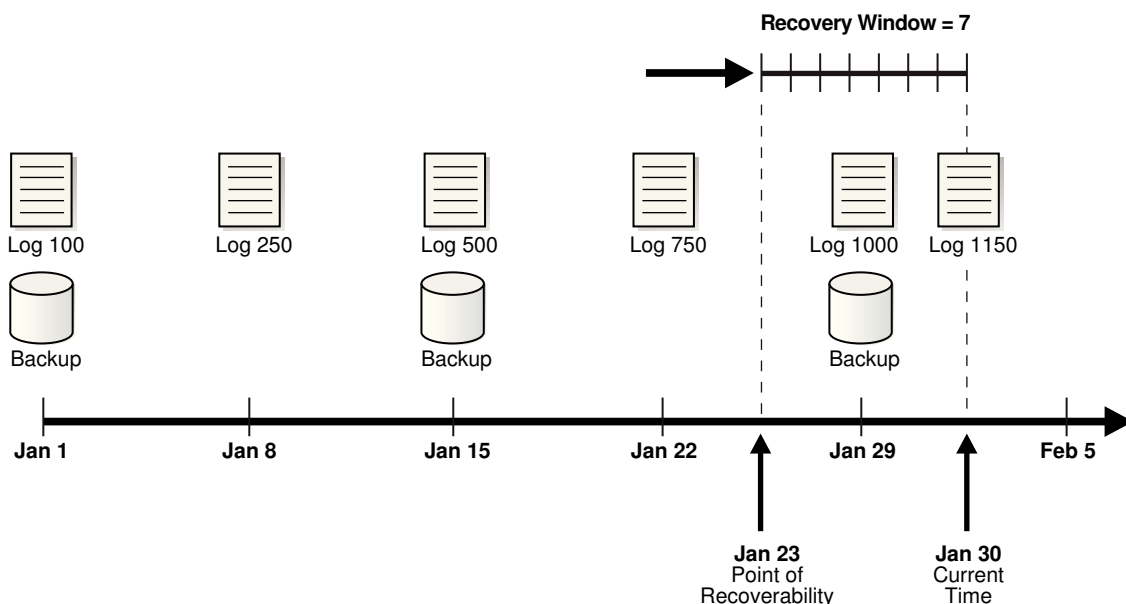 Recovery Window = 7
Log 100
Log 250
Log 500
Log 750
Log 1000
Log 1150
Backup
Backup
Backup
Jan 1
Jan 8
Jan 15
Jan 22
Jan 29
Feb 5
Jan 23
Point of
Recoverability
Jan 30
Current
Time